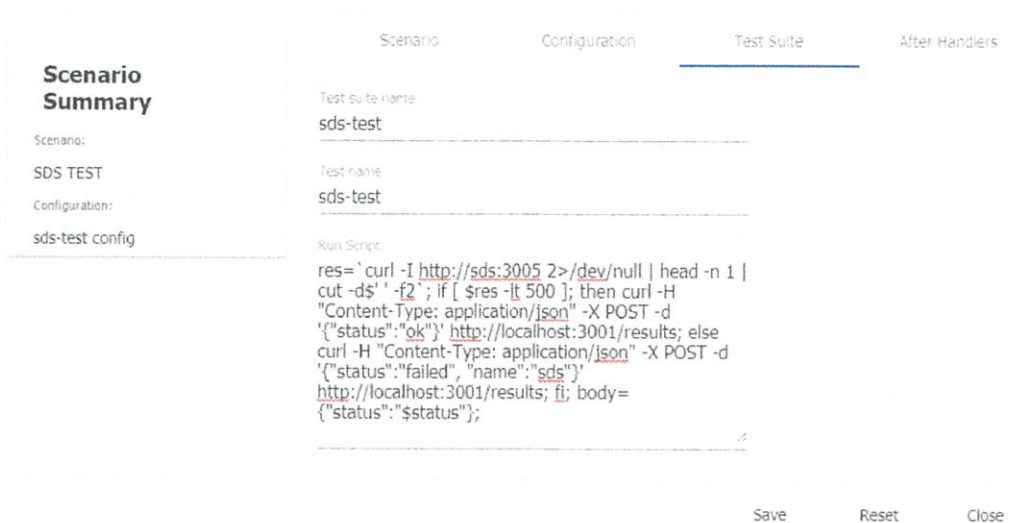 Scenario
Configuration
Test Suite
After Handlers
Scenario
Summary
Scenario:
SDS TEST
Configuration:
sds-test config
Test suite name
sds-test
Test name
sds-test
Run Script
res=`curl -I http://sds:3005 2>/dev/null | head -n 1 |
cut -d$' ' -f2`; if [ $res -lt 500 ]; then curl -H
"Content-Type: application/json" -X POST -d
'{"status":"ok"}' http://localhost:3001/results; else
curl -H "Content-Type: application/json" -X POST -d
'{"status":"failed", "name":"sds"}'
http://localhost:3001/results; fi; body=
{"status":"$status"};
Save
Reset
Close